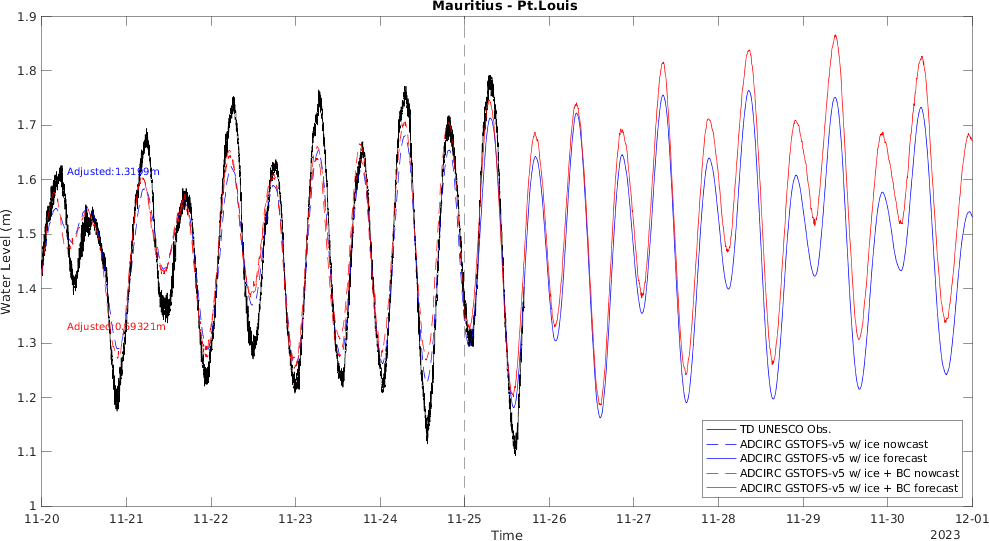 Mauritius - Pt.Louis
1.9
1.8
1.7
1.6
1.5
1.4
1.3
1.2
1.1
1
Water Level (m)
Adjusted:1.3199m
Adjusted:0.69321m
TD UNESCO Obs.
ADCIRC GSTOFS-v5 w/ ice nowcast
ADCIRC GSTOFS-v5 w/ ice forecast
ADCIRC GSTOFS-v5 w/ ice + BC nowcast
ADCIRC GSTOFS-v5 w/ ice + BC forecast
11-20 11-21 11-22 11-23 11-24 11-25 11-26 11-27 11-28 11-29 11-30 12-01
Time
2023